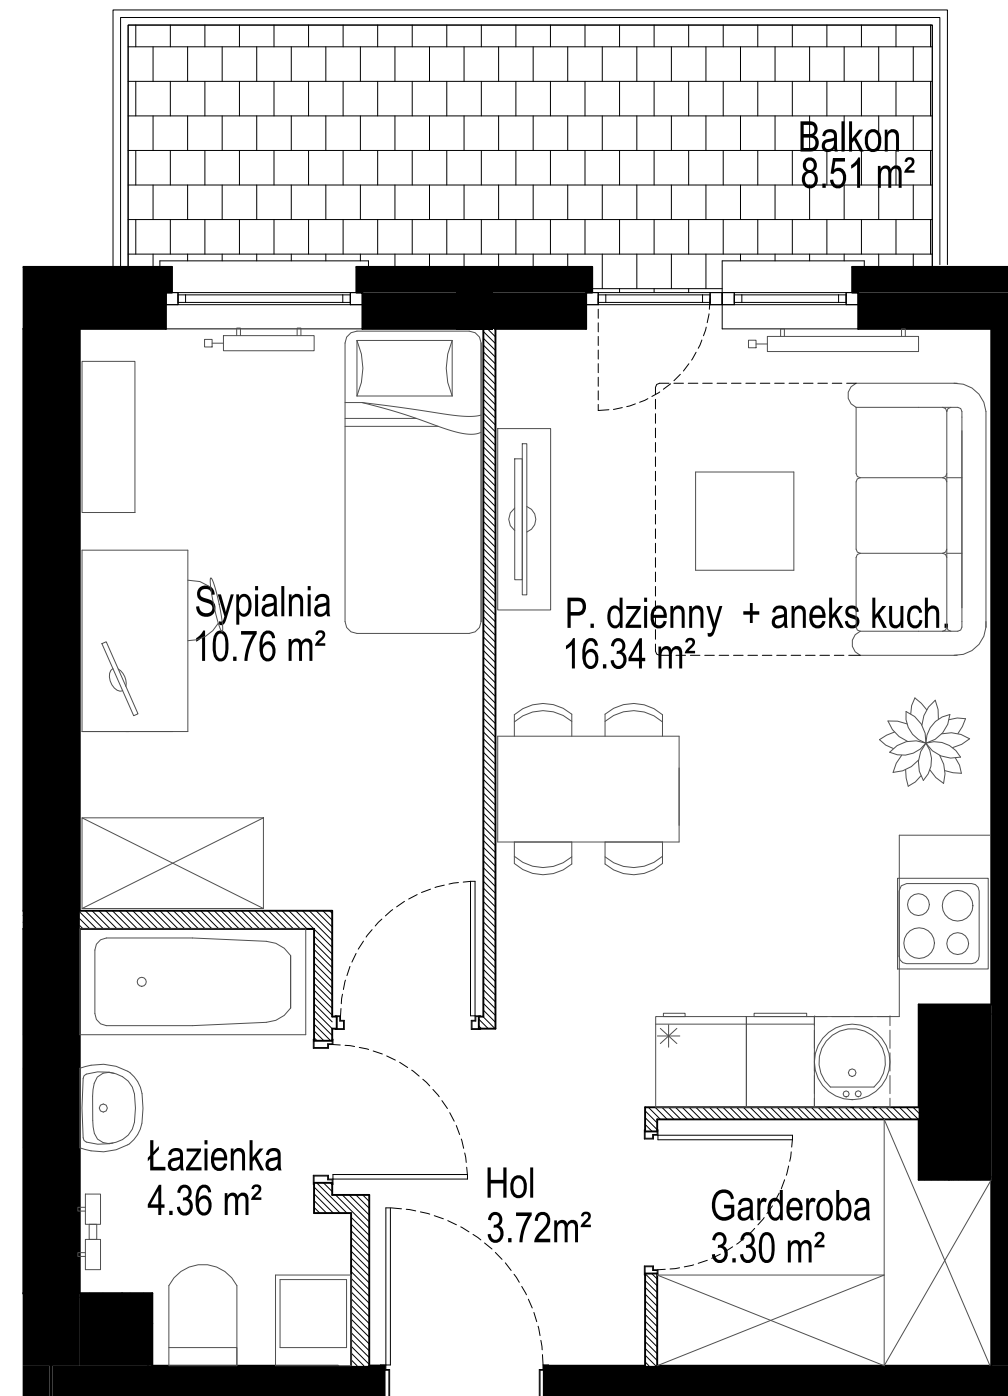 Balkon
8.51 m²
Sypialnia
10.76 m²
P. dzienny + aneks kuch.
16.34 m²
Łazienka
4.36 m²
Hol
3.72m²
Garderoba
3.30 m²